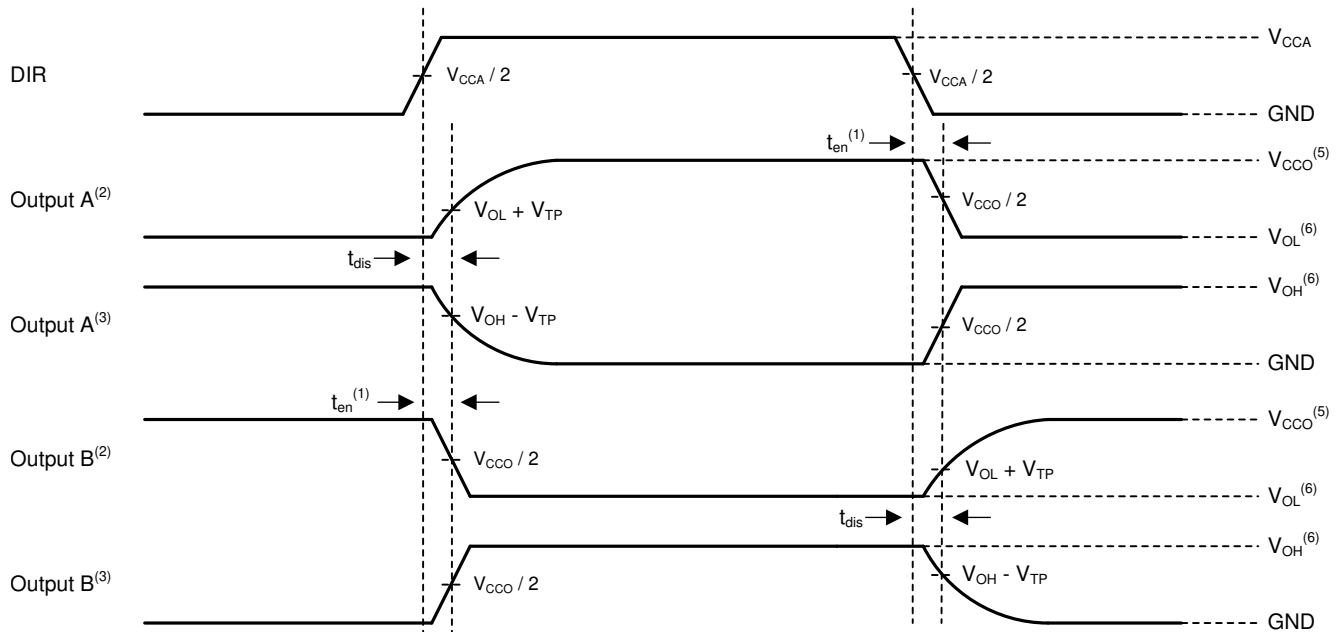 V_CCA
DIR
V_CCA / 2
V_CCA / 2
GND
t_en^(1)
V_CCO^(5)
Output A^(2)
V_OL + V_TP
V_CCO / 2
V_OL^(6)
t_dis
V_OH^(6)
Output A^(3)
V_OH - V_TP
V_CCO / 2
GND
t_en^(1)
V_CCO^(5)
Output B^(2)
V_CCO / 2
V_OL + V_TP
V_OL^(6)
t_dis
V_OH^(6)
Output B^(3)
V_CCO / 2
V_OH - V_TP
GND